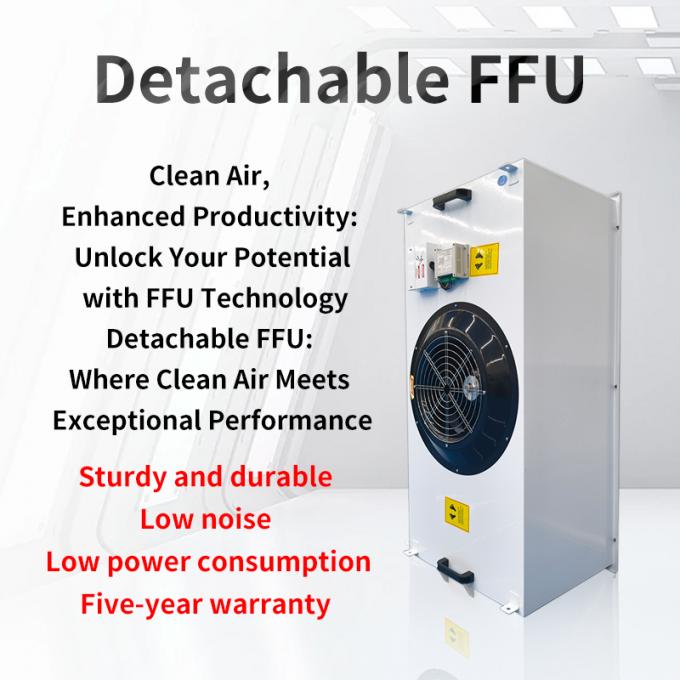 Detachable FFU
Clean Air,
Enhanced Productivity:
Unlock Your Potential
with FFU Technology
Detachable FFU:
Where Clean Air Meets
Exceptional Performance
Sturdy and durable
Low noise
Low power consumption
Five-year warranty